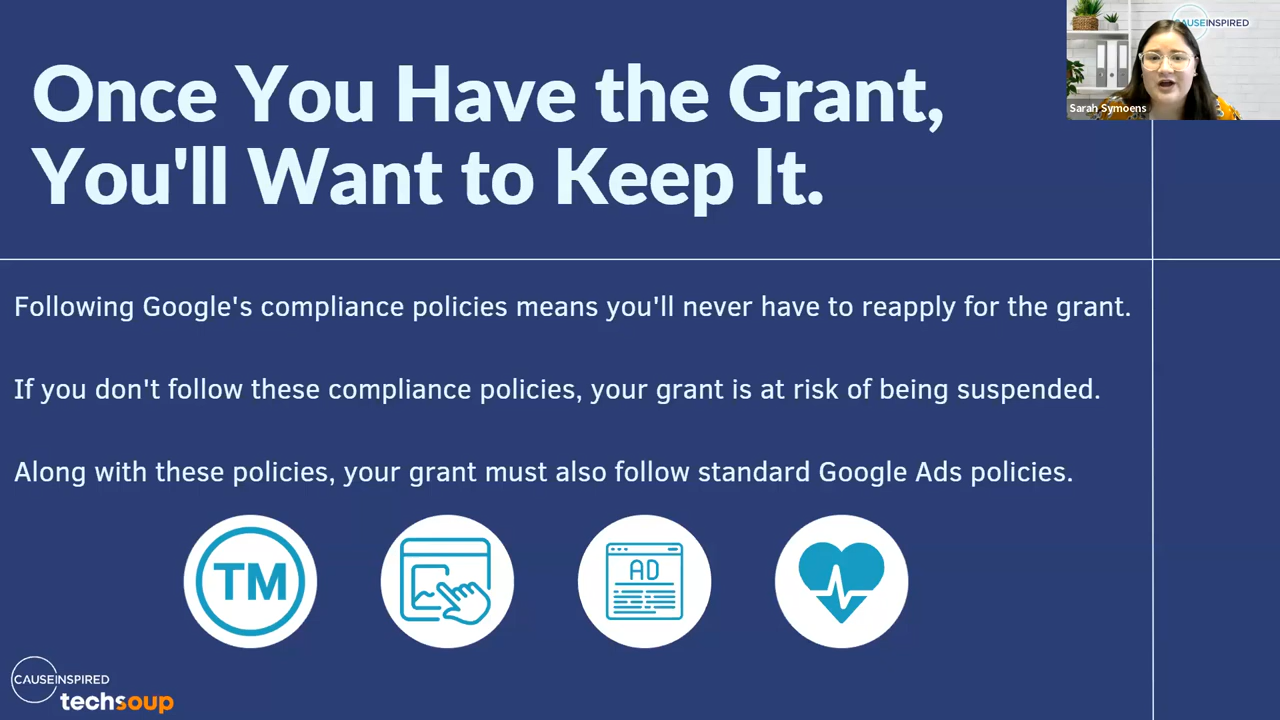 Once You Have the Grant,
You'll Want to Keep It.
CAUSEINSPIRED
Sarah Symoens
Following Google's compliance policies means you'll never have to reapply for the grant.
If you don't follow these compliance policies, your grant is at risk of being suspended.
Along with these policies, your grant must also follow standard Google Ads policies.
TM
AD
CAUSEINSPIRED
techsoup